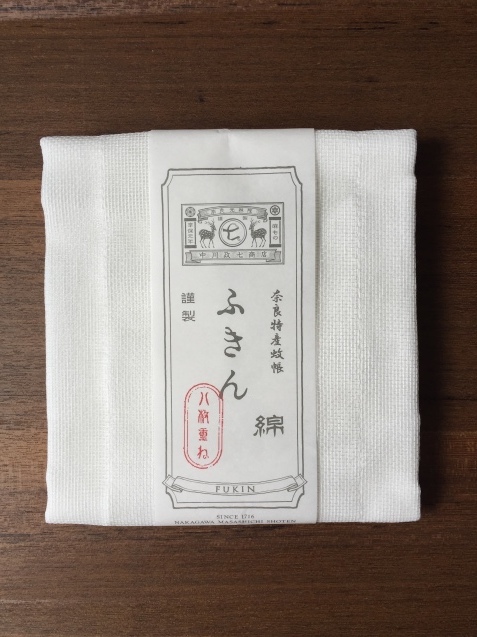 七
中川政七商店
奈良特産蚊帳
ふきん
綿
謹製
八枚重ね
FUKIN
SINCE 1716
NAKAGAWA MASASHICHI SHOTEN